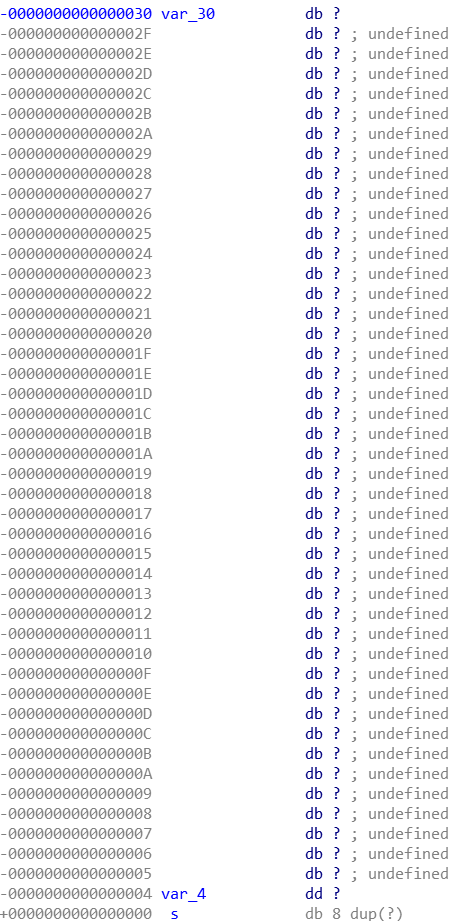 -0000000000000030 var_30 db ?
-000000000000002F db ? ; undefined
-000000000000002E db ? ; undefined
-000000000000002D db ? ; undefined
-000000000000002C db ? ; undefined
-000000000000002B db ? ; undefined
-000000000000002A db ? ; undefined
-0000000000000029 db ? ; undefined
-0000000000000028 db ? ; undefined
-0000000000000027 db ? ; undefined
-0000000000000026 db ? ; undefined
-0000000000000025 db ? ; undefined
-0000000000000024 db ? ; undefined
-0000000000000023 db ? ; undefined
-0000000000000022 db ? ; undefined
-0000000000000021 db ? ; undefined
-0000000000000020 db ? ; undefined
-000000000000001F db ? ; undefined
-000000000000001E db ? ; undefined
-000000000000001D db ? ; undefined
-000000000000001C db ? ; undefined
-000000000000001B db ? ; undefined
-000000000000001A db ? ; undefined
-0000000000000019 db ? ; undefined
-0000000000000018 db ? ; undefined
-0000000000000017 db ? ; undefined
-0000000000000016 db ? ; undefined
-0000000000000015 db ? ; undefined
-0000000000000014 db ? ; undefined
-0000000000000013 db ? ; undefined
-0000000000000012 db ? ; undefined
-0000000000000011 db ? ; undefined
-0000000000000010 db ? ; undefined
-000000000000000F db ? ; undefined
-000000000000000E db ? ; undefined
-000000000000000D db ? ; undefined
-000000000000000C db ? ; undefined
-000000000000000B db ? ; undefined
-000000000000000A db ? ; undefined
-0000000000000009 db ? ; undefined
-0000000000000008 db ? ; undefined
-0000000000000007 db ? ; undefined
-0000000000000006 db ? ; undefined
-0000000000000005 db ? ; undefined
-0000000000000004 var_4 dd ?
+0000000000000000 s db 8 dup(?)